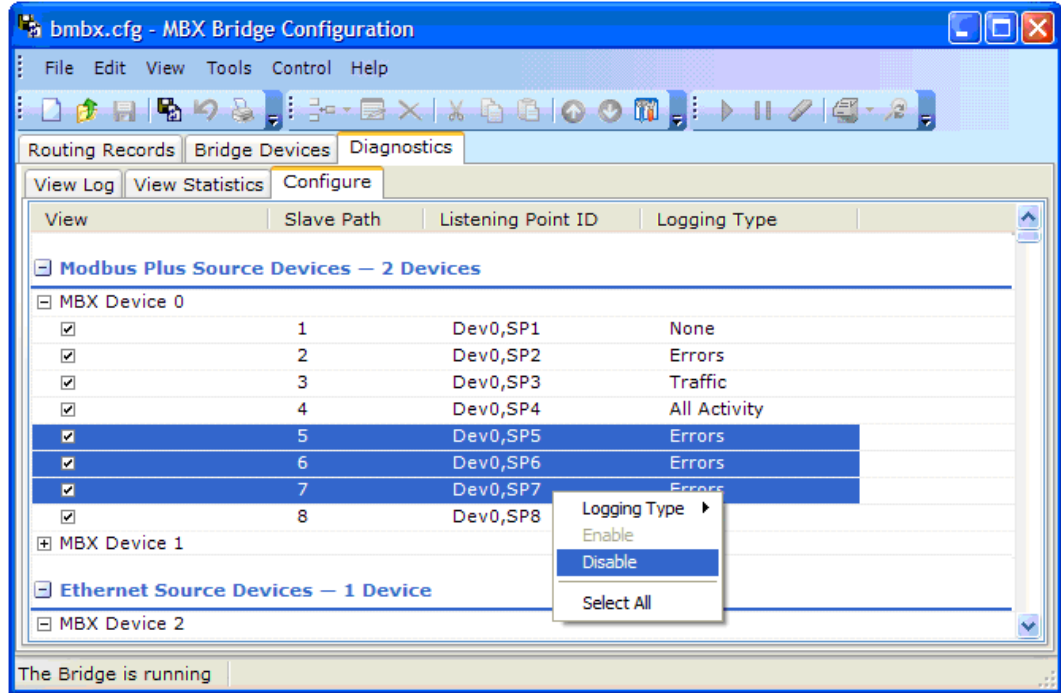 bmbx.cfg - MBX Bridge Configuration
File Edit View Tools Control Help
Routing Records Bridge Devices Diagnostics
View Log View Statistics Configure
View Slave Path Listening Point ID Logging Type
Modbus Plus Source Devices — 2 Devices
MBX Device 0
1 Dev0,SP1 None
2 Dev0,SP2 Errors
3 Dev0,SP3 Traffic
4 Dev0,SP4 All Activity
5 Dev0,SP5 Errors
6 Dev0,SP6 Errors
7 Dev0,SP7 Errors
8 Dev0,SP8
Logging Type
Enable
Disable
Select All
MBX Device 1
Ethernet Source Devices — 1 Device
MBX Device 2
The Bridge is running